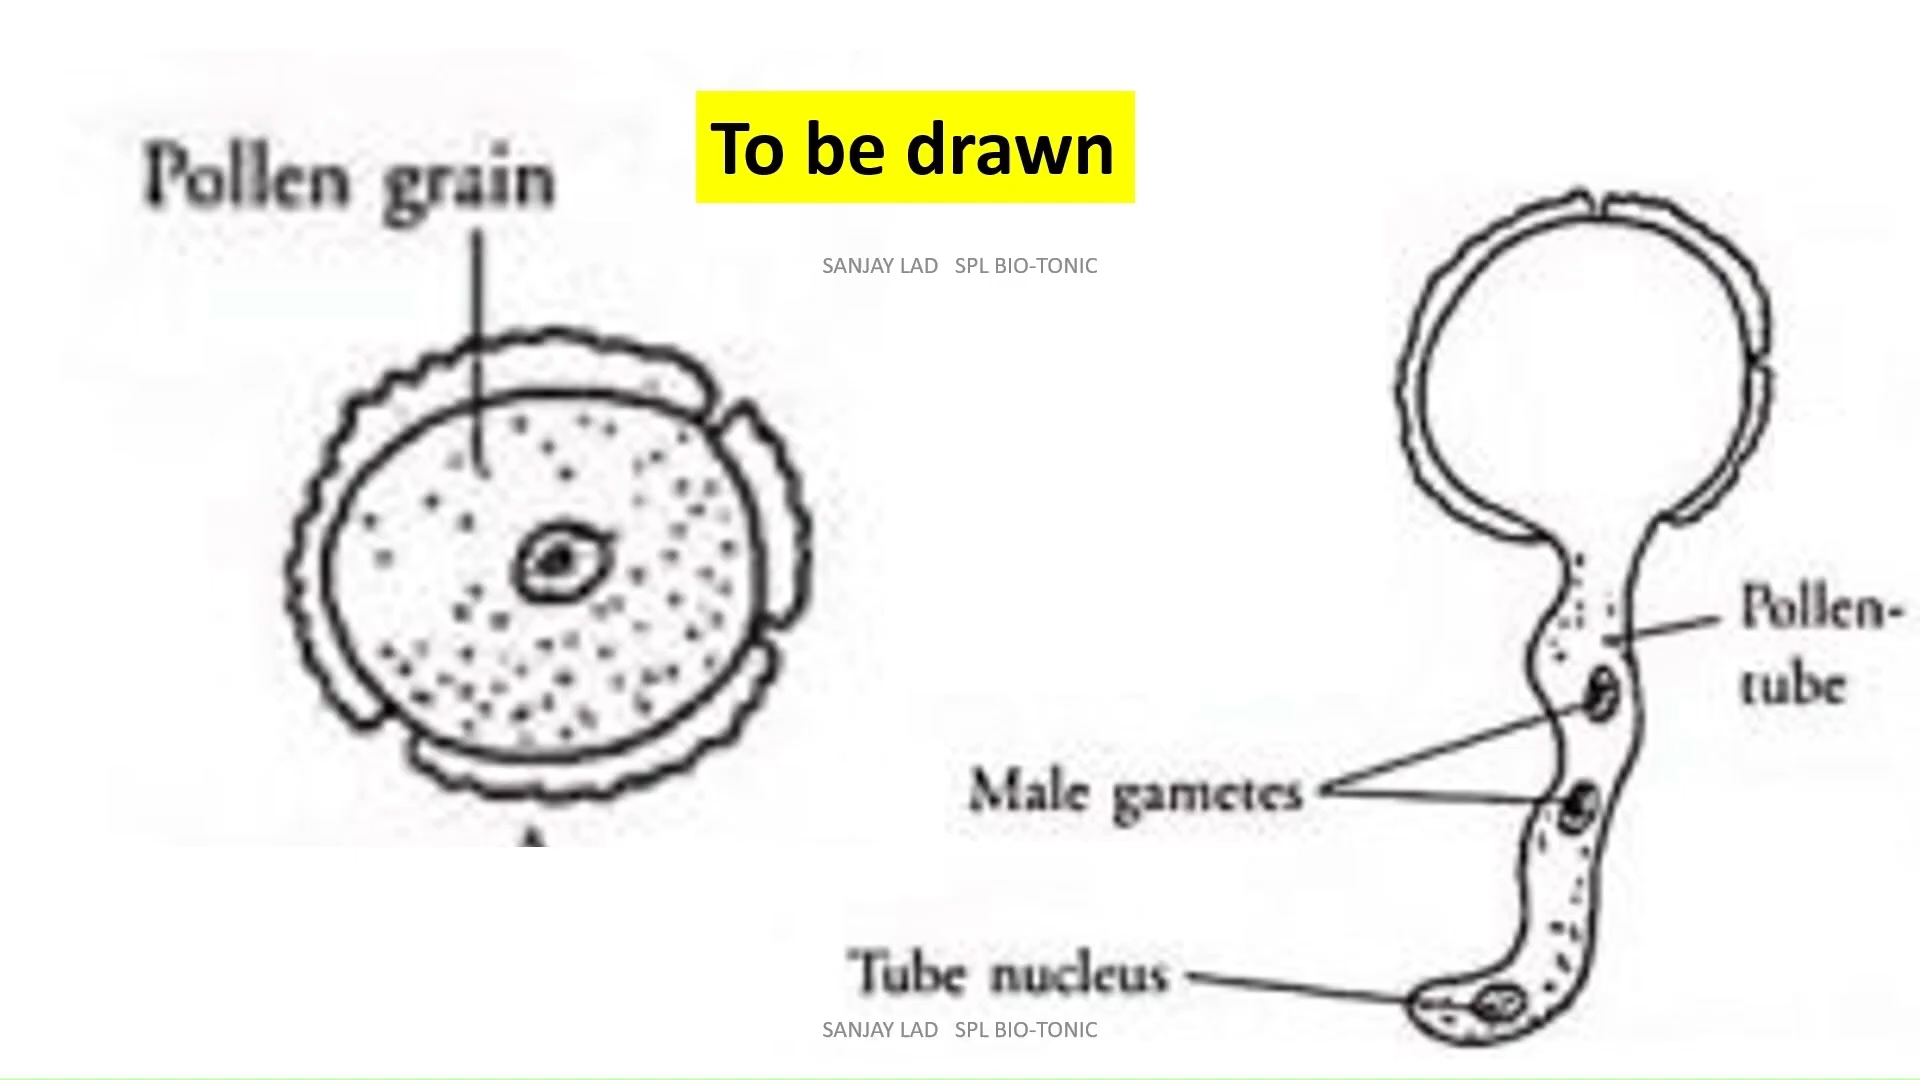 To be drawn
Pollen grain
SANJAY LAD   SPL BIO-TONIC
Pollen-
tube
Male gametes
Tube nucleus
SANJAY LAD   SPL BIO-TONIC